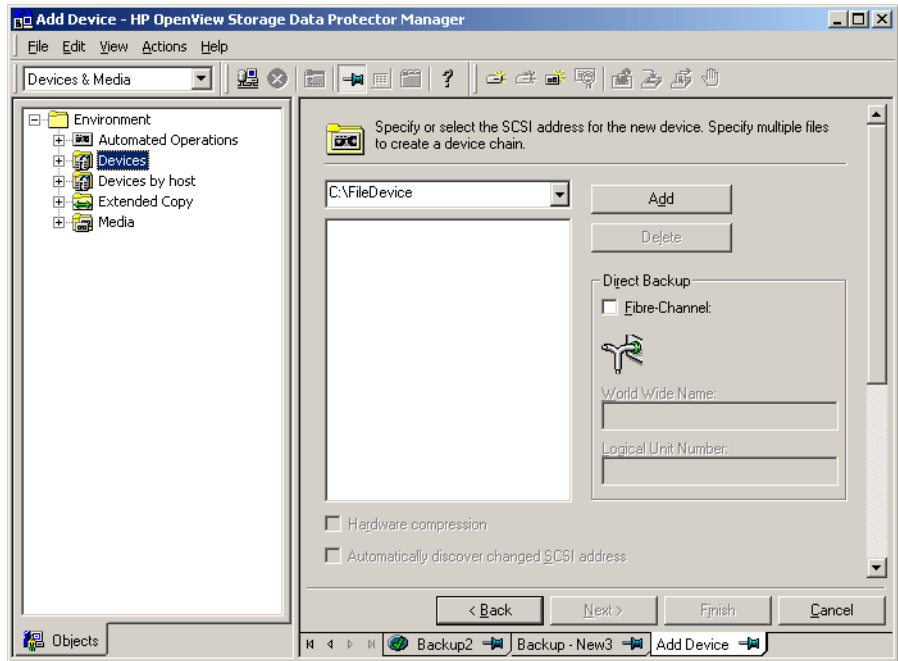 Add Device - HP OpenView Storage Data Protector Manager
File Edit View Actions Help
Devices & Media
Environment
Automated Operations
Devices
Devices by host
Extended Copy
Media
Objects
Specify or select the SCSI address for the new device. Specify multiple files
to create a device chain.
C:\FileDevice
Add
Delete
Direct Backup
Fibre-Channel:
World Wide Name:
Logical Unit Number:
Hardware compression
Automatically discover changed SCSI address
< Back Next > Finish Cancel
Backup2 Backup - New3 Add Device